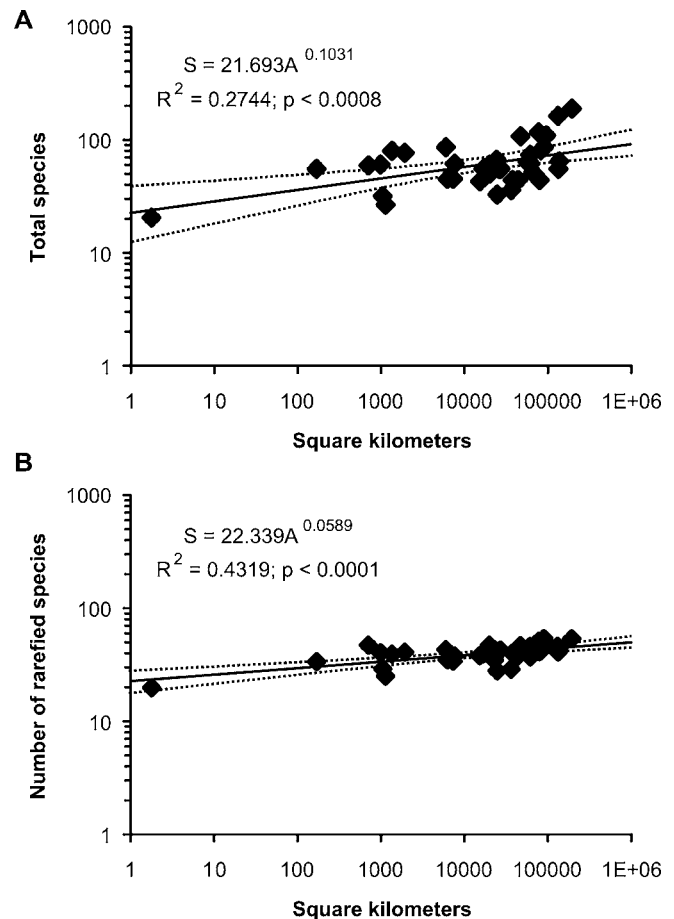 A
1000
S = 21.693A^0.1031
R^2 = 0.2744; p < 0.0008
100
Total species
10
1
1 10 100 1000 10000 100000 1E+06
Square kilometers
B
1000
S = 22.339A^0.0589
R^2 = 0.4319; p < 0.0001
100
Number of rarefied species
10
1
1 10 100 1000 10000 100000 1E+06
Square kilometers